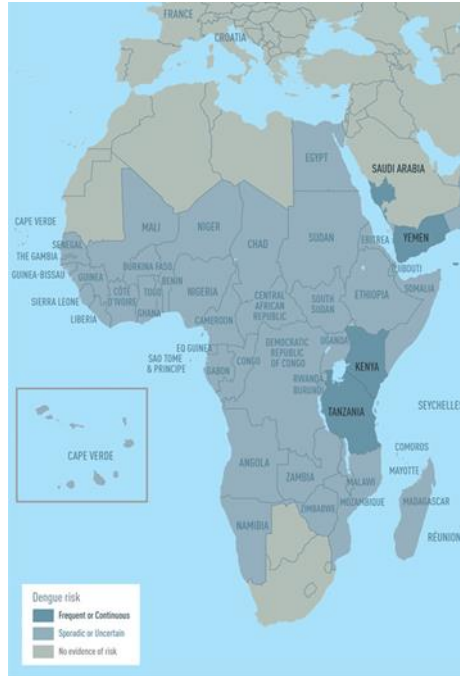 FRANCE
CROATIA
EGYPT
SAUDI ARABIA
CAPE VERDE
MALI
NIGER
CHAD
SUDAN
ERITREA
YEMEN
SENEGAL
THE GAMBIA
GUINEA-BISSAU
GUINEA
BURKINA FASO
BENIN
NIGERIA
DJIBOUTI
SIERRA LEONE
CÔTE
D'IVOIRE
TOGO
GHANA
LIBERIA
CAMEROON
CENTRAL
AFRICAN
REPUBLIC
SOUTH
SUDAN
ETHIOPIA
SOMALIA
EQ GUINEA
SAO TOME
& PRINCIPE
GABON
CONGO
DEMOCRATIC
REPUBLIC
OF CONGO
UGANDA
KENYA
RWANDA
BURUNDI
TANZANIA
SEYCHELLE
CAPE VERDE
COMOROS
MAYOTTE
ANGOLA
ZAMBIA
MALAWI
MOZAMBIQUE
MADAGASCAR
ZIMBABWE
NAMIBIA
RÉUNION
Dengue risk
Frequent or Continuous
Sporadic or Uncertain
No evidence of risk